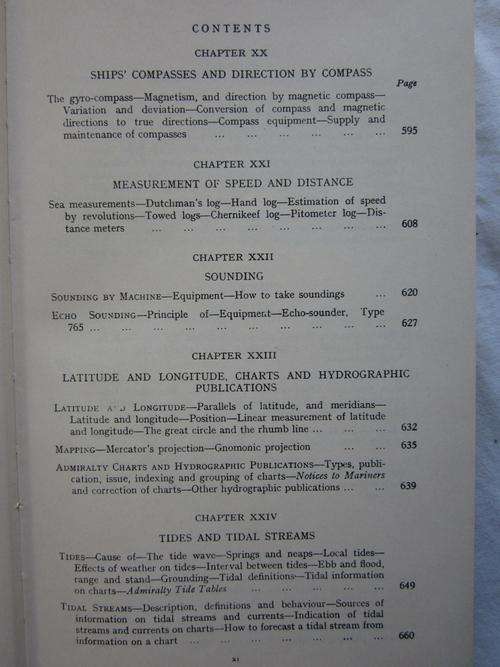 CONTENTS
CHAPTER XX
SHIPS' COMPASSES AND DIRECTION BY COMPASS
Page
The gyro-compass—Magnetism, and direction by magnetic compass—
Variation and deviation—Conversion of compass and magnetic
directions to true directions—Compass equipment—Supply and
maintenance of compasses ... ... ... ... ... ... 595
CHAPTER XXI
MEASUREMENT OF SPEED AND DISTANCE
Sea measurements—Dutchman's log—Hand log—Estimation of speed
by revolutions—Towed logs—Chernikeef log—Pitometer log—Dis-
tance meters ... ... ... ... ... ... ... ... 608
CHAPTER XXII
SOUNDING
SOUNDING BY MACHINE—Equipment—How to take soundings ... 620
ECHO SOUNDING—Principle of—Equipment—Echo-sounder, Type
765 ... ... ... ... ... ... ... ... ... ... 627
CHAPTER XXIII
LATITUDE AND LONGITUDE, CHARTS AND HYDROGRAPHIC
PUBLICATIONS
LATITUDE AND LONGITUDE—Parallels of latitude, and meridians—
Latitude and longitude—Position—Linear measurement of latitude
and longitude—The great circle and the rhumb line ... ... ... 632
MAPPING—Mercator's projection—Gnomonic projection ... ... 635
ADMIRALTY CHARTS AND HYDROGRAPHIC PUBLICATIONS—Types, publi-
cation, issue, indexing and grouping of charts—Notices to Mariners
and correction of charts—Other hydrographic publications ... ... 639
CHAPTER XXIV
TIDES AND TIDAL STREAMS
TIDES—Cause of—The tide wave—Springs and neaps—Local tides—
Effects of weather on tides—Interval between tides—Ebb and flood,
range and stand—Grounding—Tidal definitions—Tidal information
on charts—Admiralty Tide Tables ... ... ... ... ... 649
TIDAL STREAMS—Description, definitions and behaviour—Sources of
information on tidal streams and currents—Indication of tidal
streams and currents on charts—How to forecast a tidal stream from
information on a chart ... ... ... ... ... ... ... 660
xi